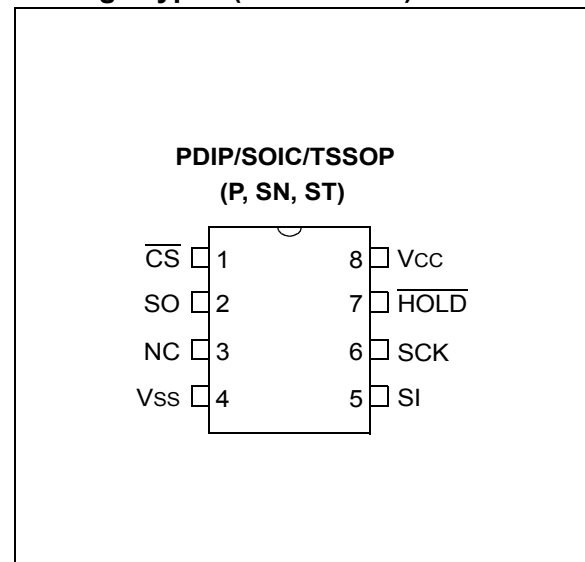 PDIP/SOIC/TSSOP
(P, SN, ST)
CS 1 8 VCC
SO 2 7 HOLD
NC 3 6 SCK
VSS 4 5 SI